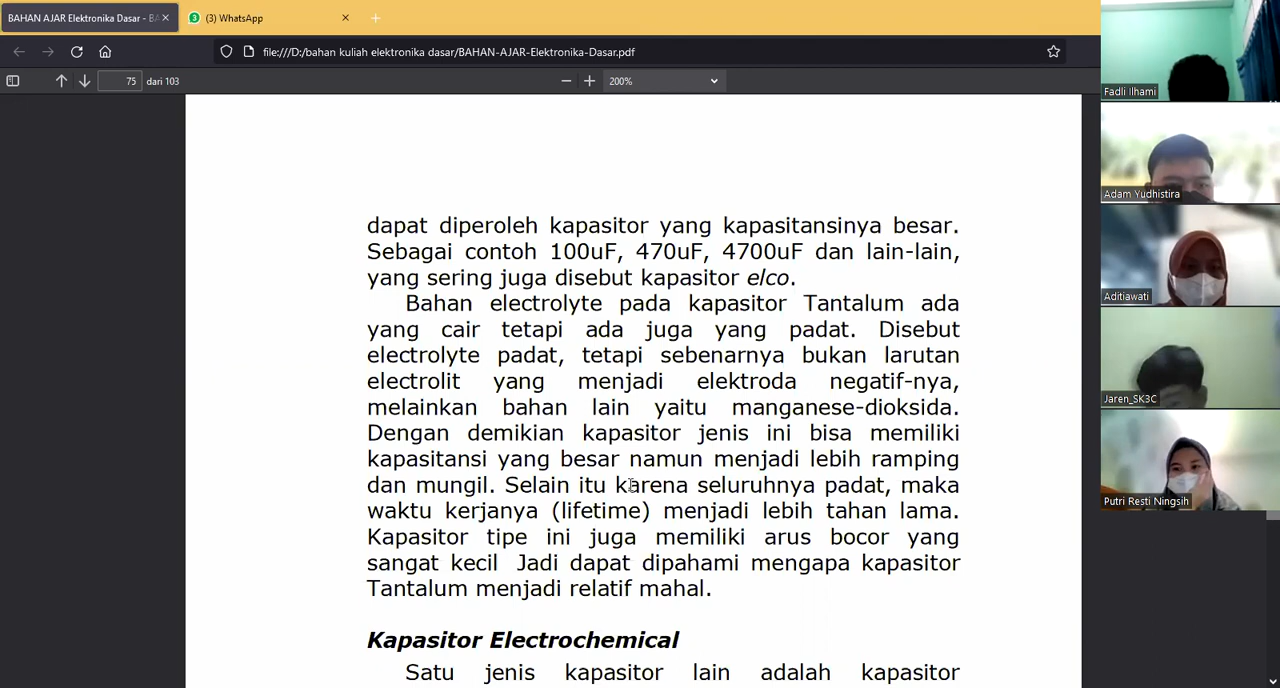 BAHAN AJAR Elektronika Dasar - BA
3 (3) WhatsApp
file:///D:/bahan kuliah elektronika dasar/BAHAN-AJAR-Elektronika-Dasar.pdf
75 dari 103
200%
dapat diperoleh kapasitor yang kapasitansinya besar.
Sebagai contoh 100uF, 470uF, 4700uF dan lain-lain,
yang sering juga disebut kapasitor elco.
Bahan electrolyte pada kapasitor Tantalum ada
yang cair tetapi ada juga yang padat. Disebut
electrolyte padat, tetapi sebenarnya bukan larutan
electrolit yang menjadi elektroda negatif-nya,
melainkan bahan lain yaitu manganese-dioksida.
Dengan demikian kapasitor jenis ini bisa memiliki
kapasitansi yang besar namun menjadi lebih ramping
dan mungil. Selain itu karena seluruhnya padat, maka
waktu kerjanya (lifetime) menjadi lebih tahan lama.
Kapasitor tipe ini juga memiliki arus bocor yang
sangat kecil Jadi dapat dipahami mengapa kapasitor
Tantalum menjadi relatif mahal.
Kapasitor Electrochemical
Satu jenis kapasitor lain adalah kapasitor
Fadli Ilhami
Adam Yudhistira
Aditiawati
Jaren_SK3C
Putri Resti Ningsih